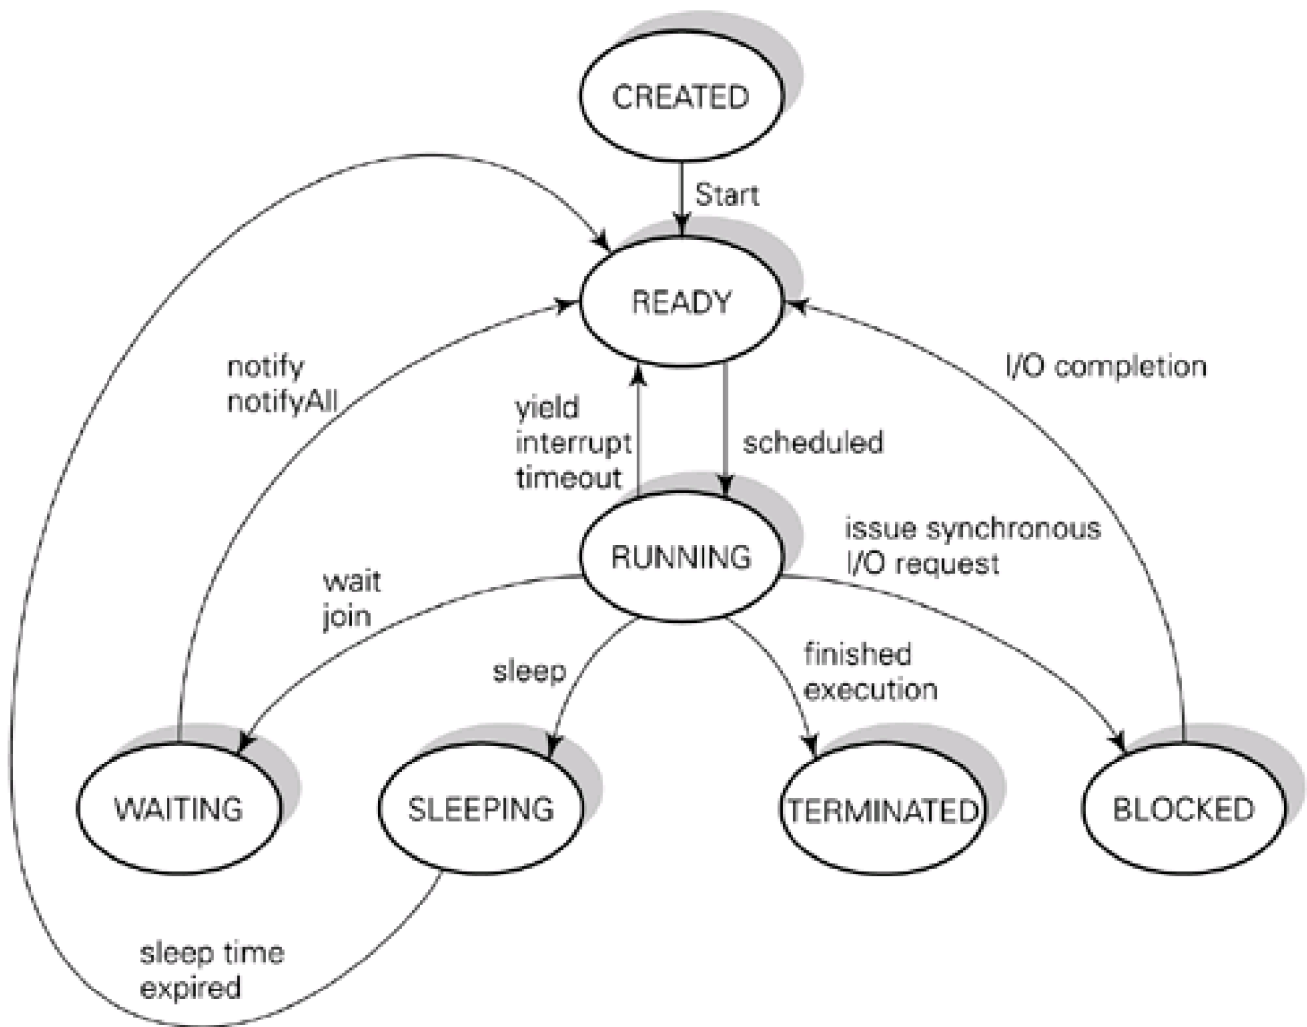 CREATED
Start
READY
notify
notifyAll
I/O completion
yield
interrupt
timeout
scheduled
RUNNING
issue synchronous
I/O request
wait
join
sleep
finished
execution
WAITING
SLEEPING
TERMINATED
BLOCKED
sleep time
expired